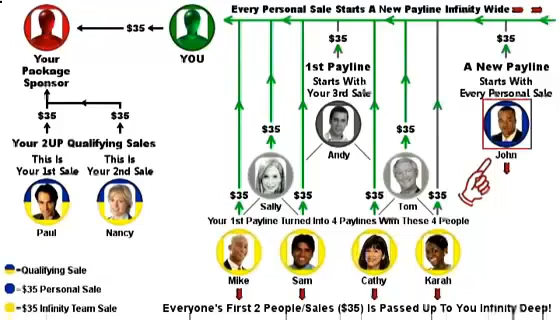 Every Personal Sale Starts A New Payline Infinity Wide
$35
$35
$35
Your
Package
Sponsor
YOU
1st Payline
Starts With
Your 3rd Sale
A New Payline
Starts With
Every Personal Sale
$35
$35
$35
$35
Your 2UP Qualifying Sales
This Is
Your 1st Sale
This Is
Your 2nd Sale
Andy
John
Paul
Nancy
Sally
Tom
$35
$35
$35
$35
Your 1st Payline Turned Into 4 Paylines With These 4 People
Mike
Sam
Cathy
Karah
=Qualifying Sale
=$35 Personal Sale
=$35 Infinity Team Sale
Everyone's First 2 People/Sales ($35) Is Passed Up To You Infinity Deep!